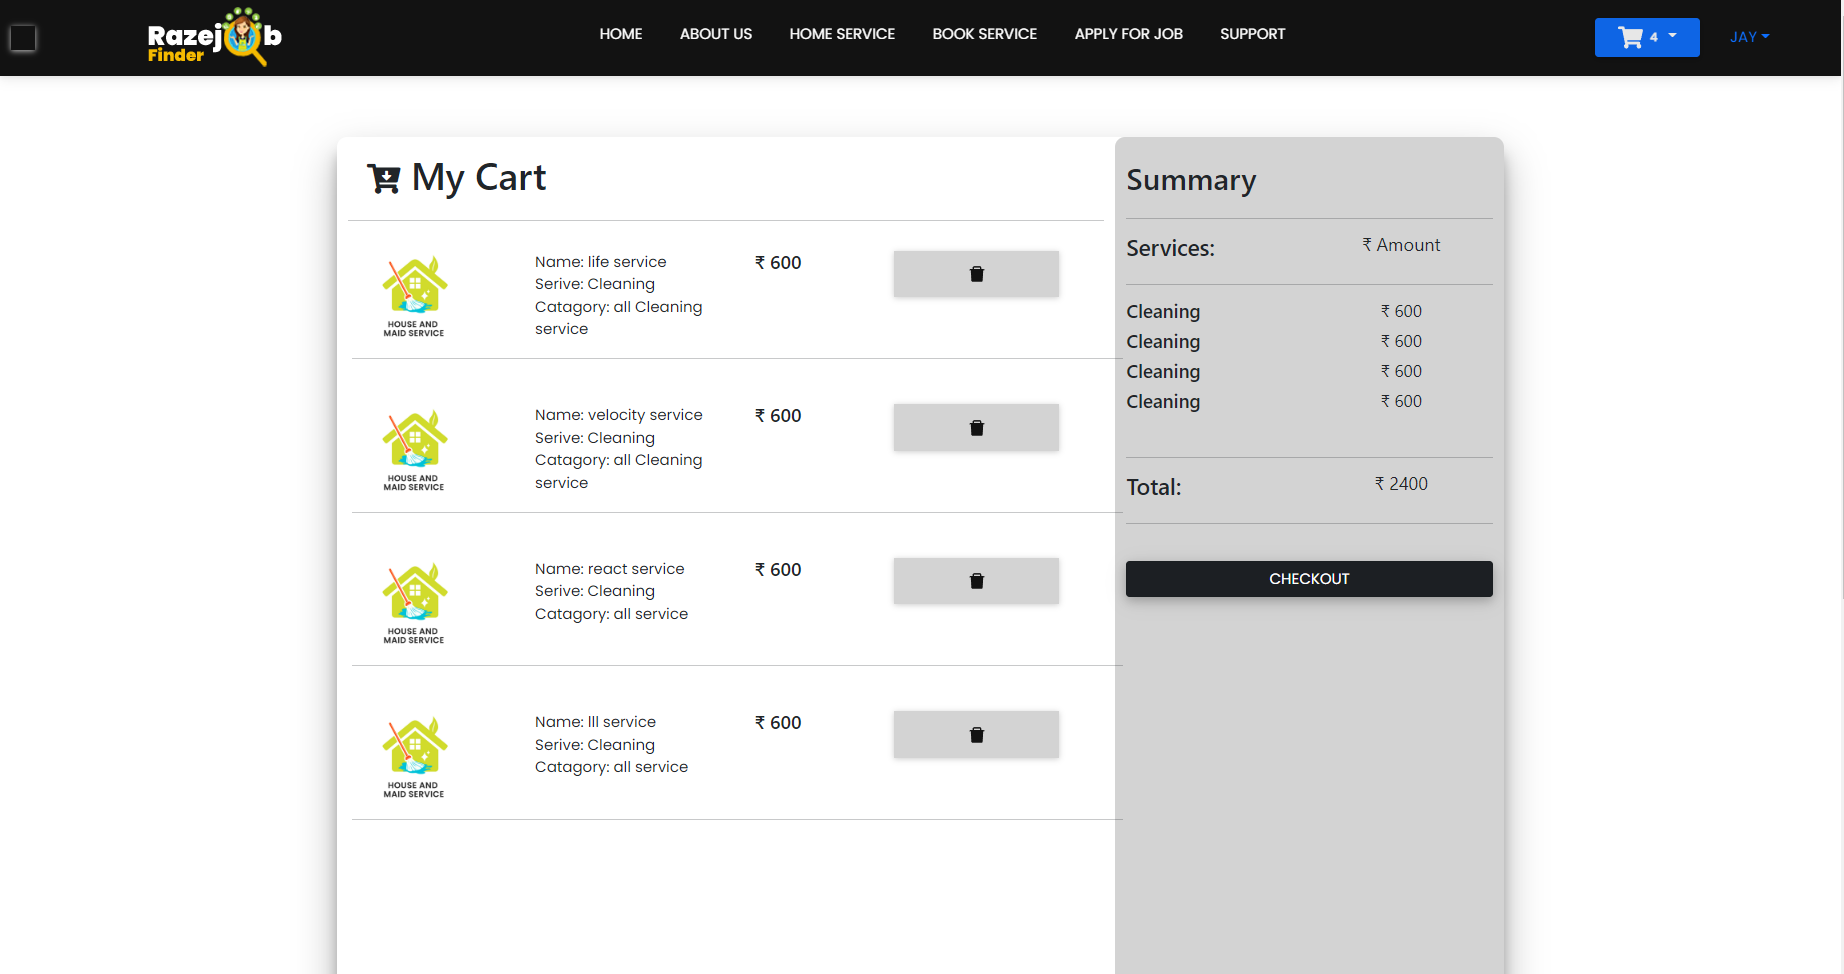 Razejob
Finder
HOME
ABOUT US
HOME SERVICE
BOOK SERVICE
APPLY FOR JOB
SUPPORT
4
JAY
My Cart
Name: life service
Serive: Cleaning
Catagory: all Cleaning
service
₹ 600
HOUSE AND
MAID SERVICE
Name: velocity service
Serive: Cleaning
Catagory: all Cleaning
service
₹ 600
HOUSE AND
MAID SERVICE
Name: react service
Serive: Cleaning
Catagory: all service
₹ 600
HOUSE AND
MAID SERVICE
Name: lll service
Serive: Cleaning
Catagory: all service
₹ 600
HOUSE AND
MAID SERVICE
Summary
Services: ₹ Amount
Cleaning ₹ 600
Cleaning ₹ 600
Cleaning ₹ 600
Cleaning ₹ 600
Total: ₹ 2400
CHECKOUT